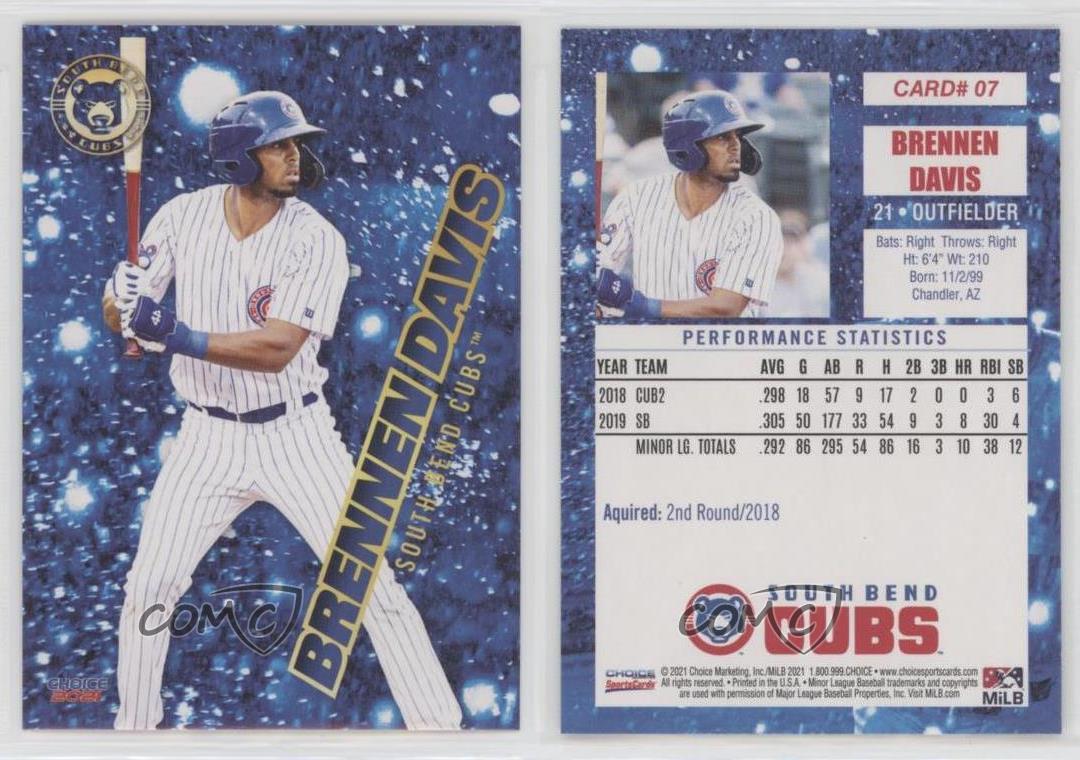 SOUTH BEND
CUBS
BRENNEN DAVIS
SOUTH BEND CUBS™
CHOICE
2021
COMC
CARD# 07
BRENNEN
DAVIS
21 • OUTFIELDER
Bats: Right Throws: Right
Ht: 6'4" Wt: 210
Born: 11/2/99
Chandler, AZ
PERFORMANCE STATISTICS
YEAR TEAM AVG G AB R H 2B 3B HR RBI SB
2018 CUB2 .298 18 57 9 17 2 0 0 3 6
2019 SB .305 50 177 33 54 9 3 8 30 4
MINOR LG. TOTALS .292 86 295 54 86 16 3 10 38 12
Aquired: 2nd Round/2018
SOUTH BEND
CUBS
COMC
CHOICE
SportsCards
© 2021 Choice Marketing, Inc./MiLB 2021 1.800.999.CHOICE • www.choicesportscards.com
All rights reserved. • Printed in the U.S.A. • Minor League Baseball trademarks and copyrights
are used with permission of Major League Baseball Properties, Inc. Visit MiLB.com
MiLB